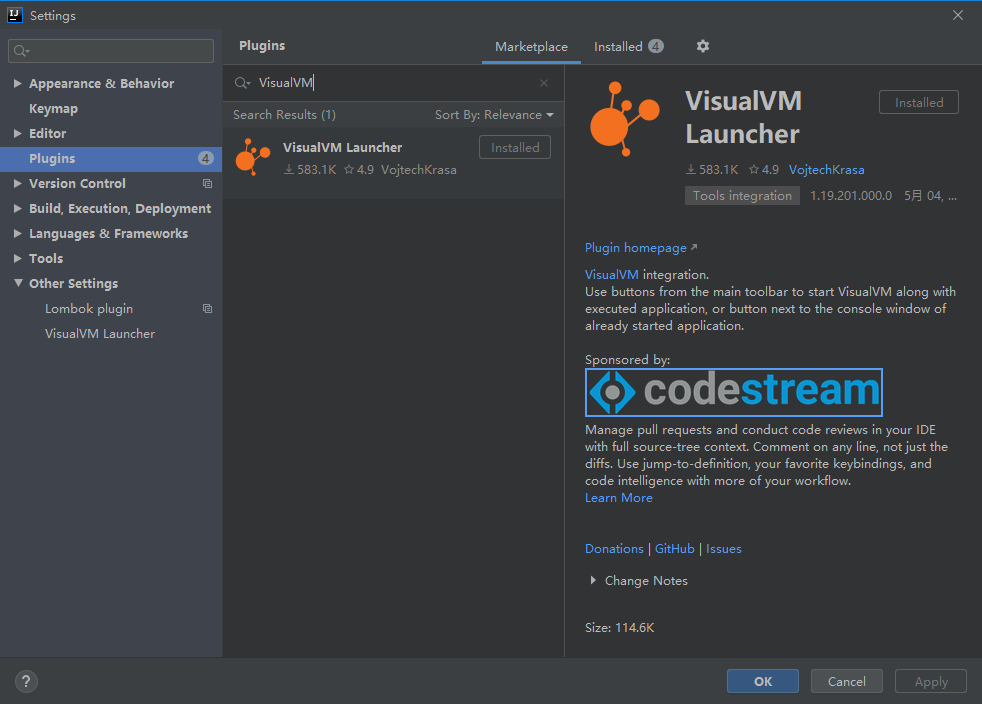 Settings
Appearance & Behavior
Keymap
Editor
Plugins 4
Version Control
Build, Execution, Deployment
Languages & Frameworks
Tools
Other Settings
Lombok plugin
VisualVM Launcher
Plugins
Marketplace
Installed 4
VisualVM
Search Results (1)
Sort By: Relevance
VisualVM Launcher
Installed
583.1K 4.9 VojtechKrasa
VisualVM
Launcher
Installed
583.1K 4.9 VojtechKrasa
Tools integration 1.19.201.000.0 5月 04, ...
Plugin homepage
VisualVM integration.
Use buttons from the main toolbar to start VisualVM along with
executed application, or button next to the console window of
already started application.
Sponsored by:
codestream
Manage pull requests and conduct code reviews in your IDE
with full source-tree context. Comment on any line, not just the
diffs. Use jump-to-definition, your favorite keybindings, and
code intelligence with more of your workflow.
Learn More
Donations | GitHub | Issues
Change Notes
Size: 114.6K
?
OK
Cancel
Apply